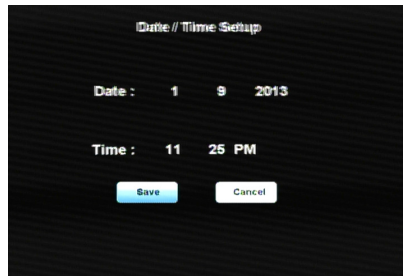 Date // Time Setup
Date : 1 9 2013
Time : 11 25 PM
Save Cancel